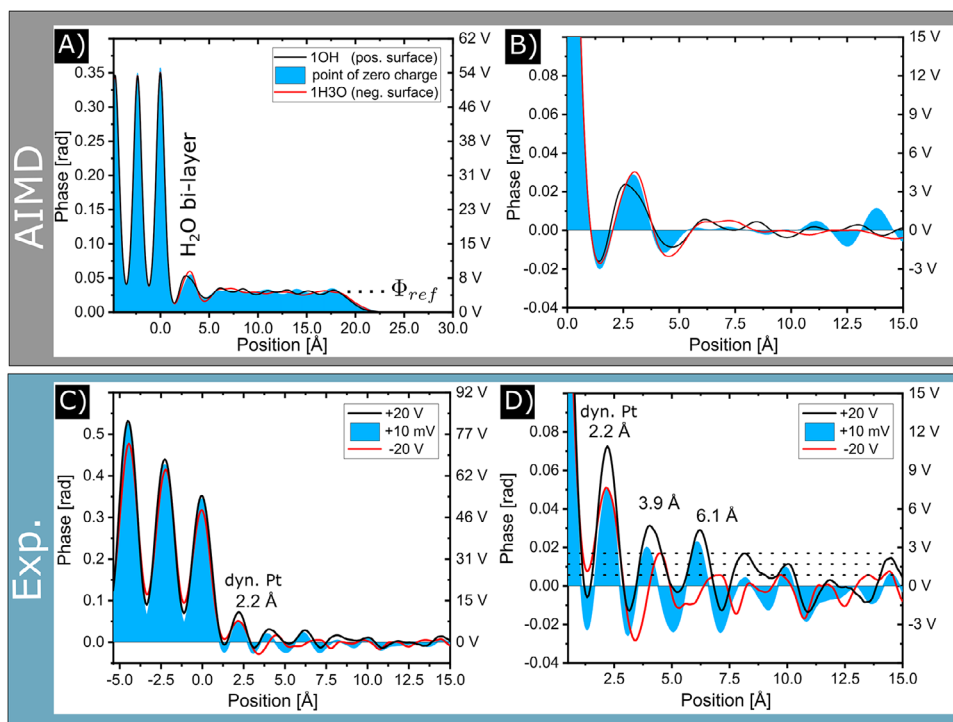 AIMD
A)
Phase [rad]
0.35
0.30
0.25
0.20
0.15
0.10
0.05
0.00
62 V
54 V
46 V
38 V
31 V
23 V
15 V
8 V
0 V
1OH (pos. surface)
point of zero charge
1H3O (neg. surface)
H₂O bi-layer
Φref
0.0 5.0 10.0 15.0 20.0 25.0 30.0
Position [Å]
B)
Phase [rad]
0.08
0.06
0.04
0.02
0.00
-0.02
-0.04
15 V
12 V
9 V
6 V
3 V
0 V
-3 V
0.0 2.5 5.0 7.5 10.0 12.5 15.0
Position [Å]
Exp.
C)
Phase [rad]
0.5
0.4
0.3
0.2
0.1
0.0
92 V
77 V
61 V
46 V
31 V
15 V
0 V
+20 V
+10 mV
-20 V
dyn. Pt
2.2 Å
-5.0 -2.5 0.0 2.5 5.0 7.5 10.0 12.5 15.0
Position [Å]
D)
Phase [rad]
0.08
0.06
0.04
0.02
0.00
-0.02
-0.04
15 V
12 V
9 V
6 V
3 V
0 V
-3 V
dyn. Pt
2.2 Å
3.9 Å
6.1 Å
+20 V
+10 mV
-20 V
2.5 5.0 7.5 10.0 12.5 15.0
Position [Å]